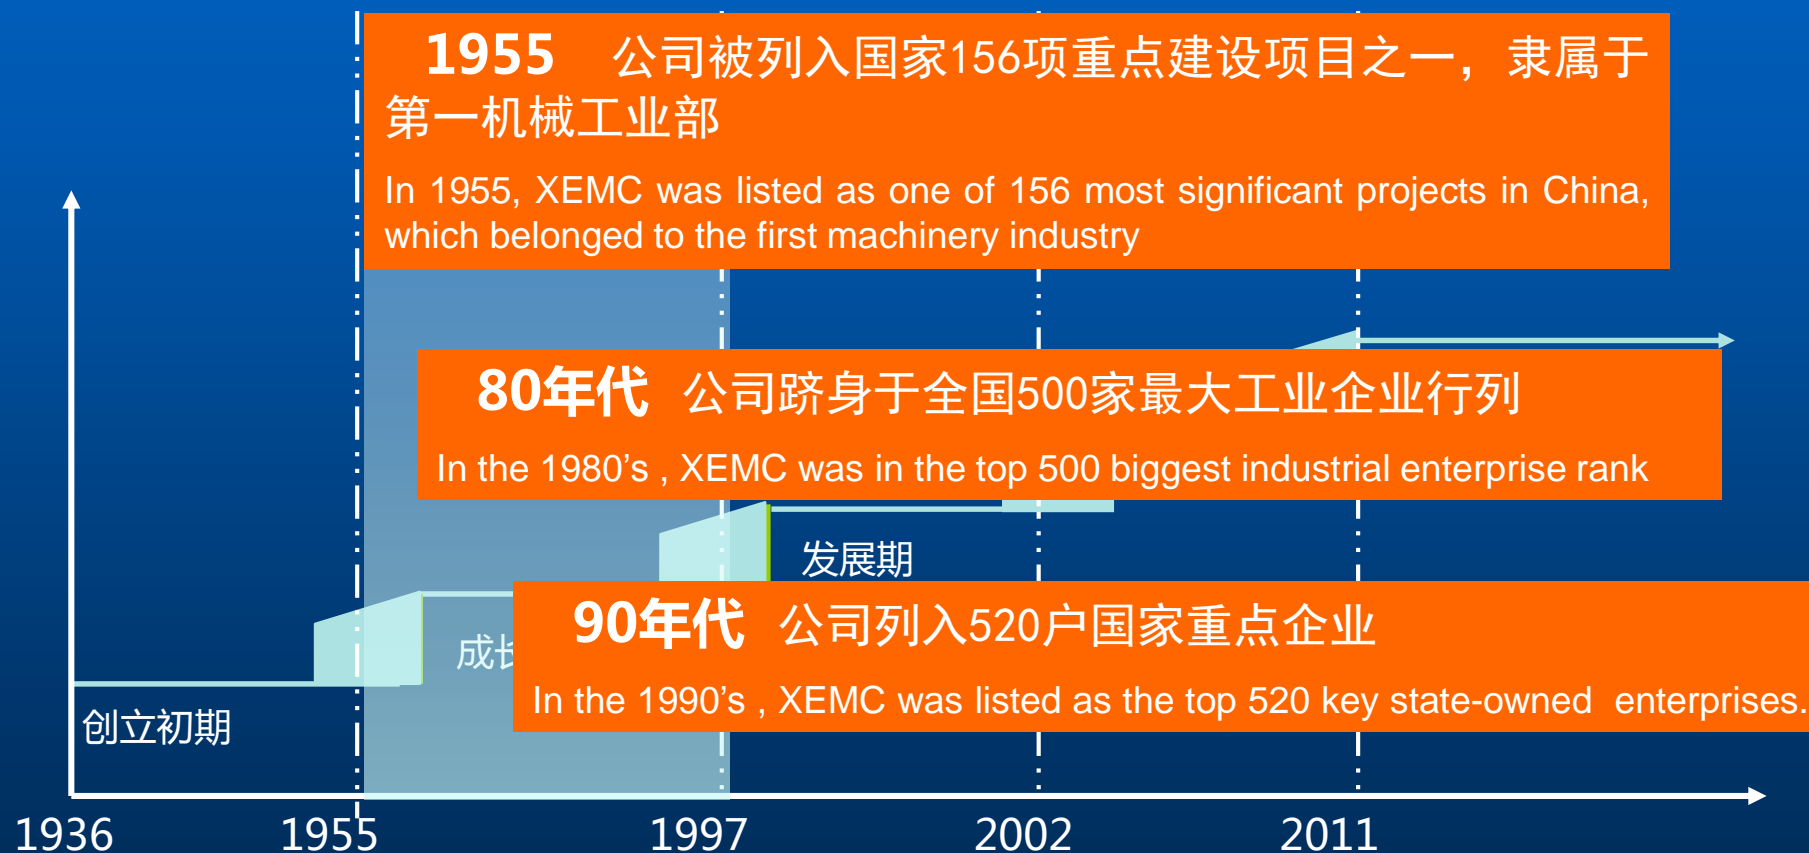 1955 公司被列入国家156项重点建设项目之一，隶属于
第一机械工业部
In 1955, XEMC was listed as one of 156 most significant projects in China,
which belonged to the first machinery industry
80年代 公司跻身于全国500家最大工业企业行列
In the 1980's , XEMC was in the top 500 biggest industrial enterprise rank
发展期
90年代 公司列入520户国家重点企业
成长
In the 1990's , XEMC was listed as the top 520 key state-owned enterprises.
创立初期
1936 1955 1997 2002 2011